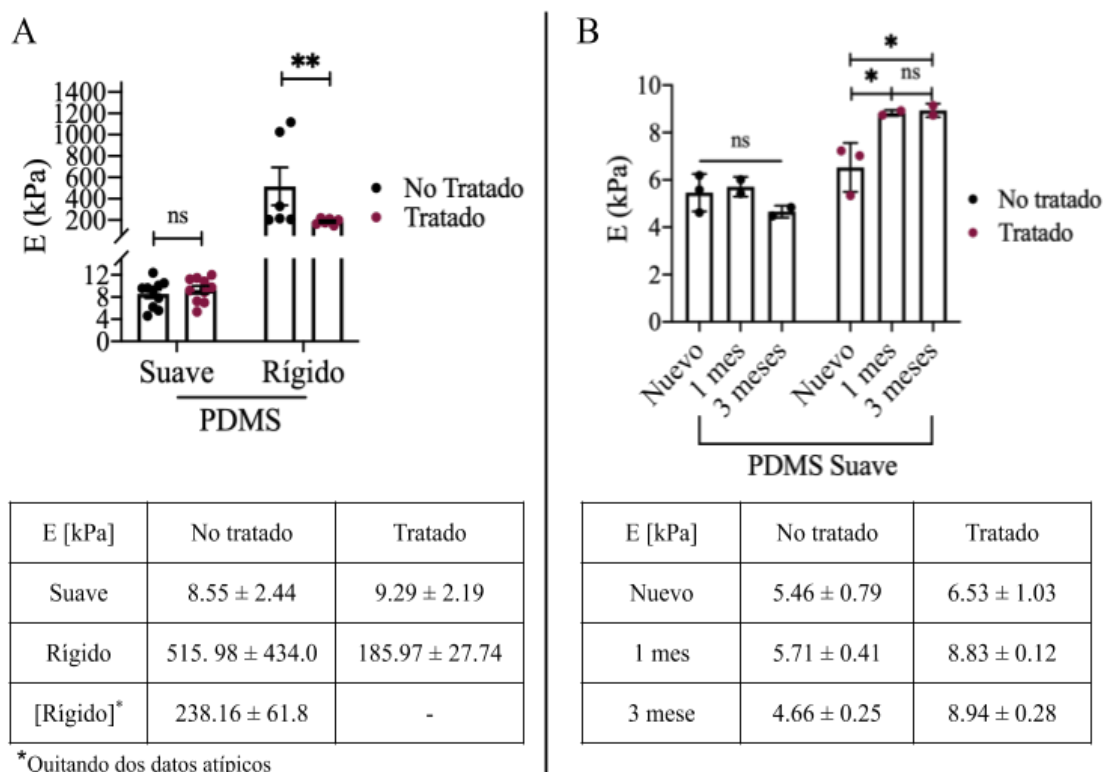 A
**
1400
1200
1000
800
600
400
200
12
8
4
0
E (kPa)
ns
No Tratado
Tratado
Suave
Rígido
PDMS
E [kPa] No tratado Tratado
Suave 8.55 ± 2.44 9.29 ± 2.19
Rígido 515. 98 ± 434.0 185.97 ± 27.74
[Rígido]* 238.16 ± 61.8 -
*Quitando dos datos atípicos
B
*
* ns
10
8
6
4
2
0
E (kPa)
ns
No tratado
Tratado
Nuevo
1 mes
3 meses
Nuevo
1 mes
3 meses
PDMS Suave
E [kPa] No tratado Tratado
Nuevo 5.46 ± 0.79 6.53 ± 1.03
1 mes 5.71 ± 0.41 8.83 ± 0.12
3 mese 4.66 ± 0.25 8.94 ± 0.28